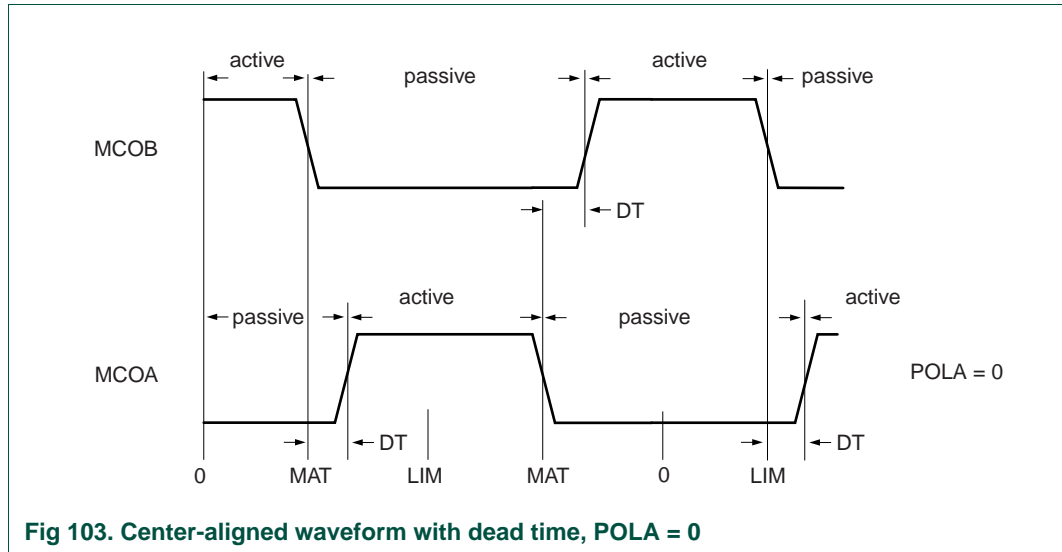 active
passive
active
passive
MCOB
DT
active
active
passive
passive
MCOA
POLA = 0
DT
DT
0
MAT
LIM
MAT
0
LIM
Fig 103. Center-aligned waveform with dead time, POLA = 0